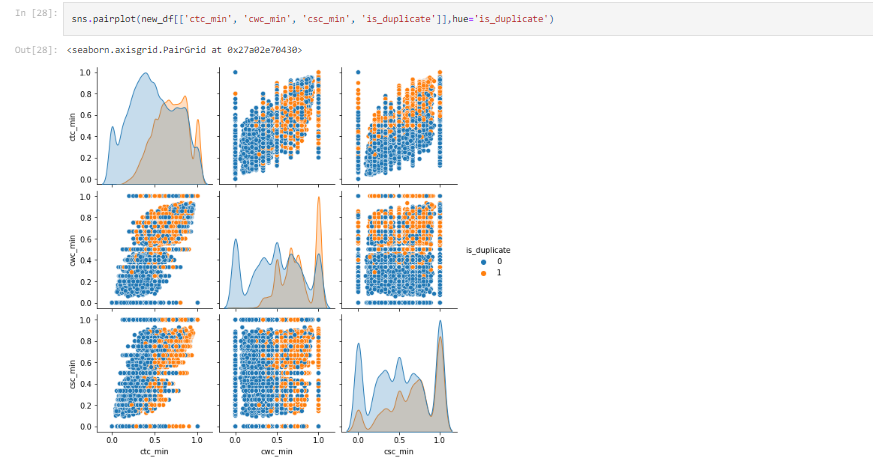 In [28]: sns.pairplot(new_df[['ctc_min', 'cwc_min', 'csc_min', 'is_duplicate']],hue='is_duplicate')
Out[28]: <seaborn.axisgrid.PairGrid at 0x27a02e70430>
1.0
0.8
0.6
0.4
0.2
0.0
ctc_min
1.0
0.8
0.6
0.4
0.2
0.0
cwc_min
is_duplicate
0
1
1.0
0.8
0.6
0.4
0.2
0.0
csc_min
0.0 0.5 1.0 0.0 0.5 1.0 0.0 0.5 1.0
ctc_min cwc_min csc_min